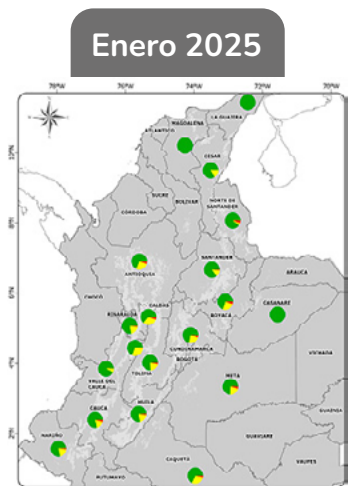 Enero 2025
78°W
76°W
74°W
72°W
70°W
10°N
8°N
6°N
4°N
2°N
LA GUAJIRA
MAGDALENA
ATLÁNTICO
CESAR
SUCRE
BOLIVAR
NORTE DE
SANTANDER
CÓRDOBA
SANTANDER
ANTIOQUIA
ARAUCA
CHOCÓ
CALDAS
RISARALDA
BOYACÁ
CASANARE
CUNDINAMARCA
BOGOTÁ
VICHADA
TOLIMA
VALLE DEL
CAUCA
META
CAUCA
HUILA
GUAINÍA
NARIÑO
GUAVIARE
CAQUETÁ
PUTUMAYO
VAUPÉS